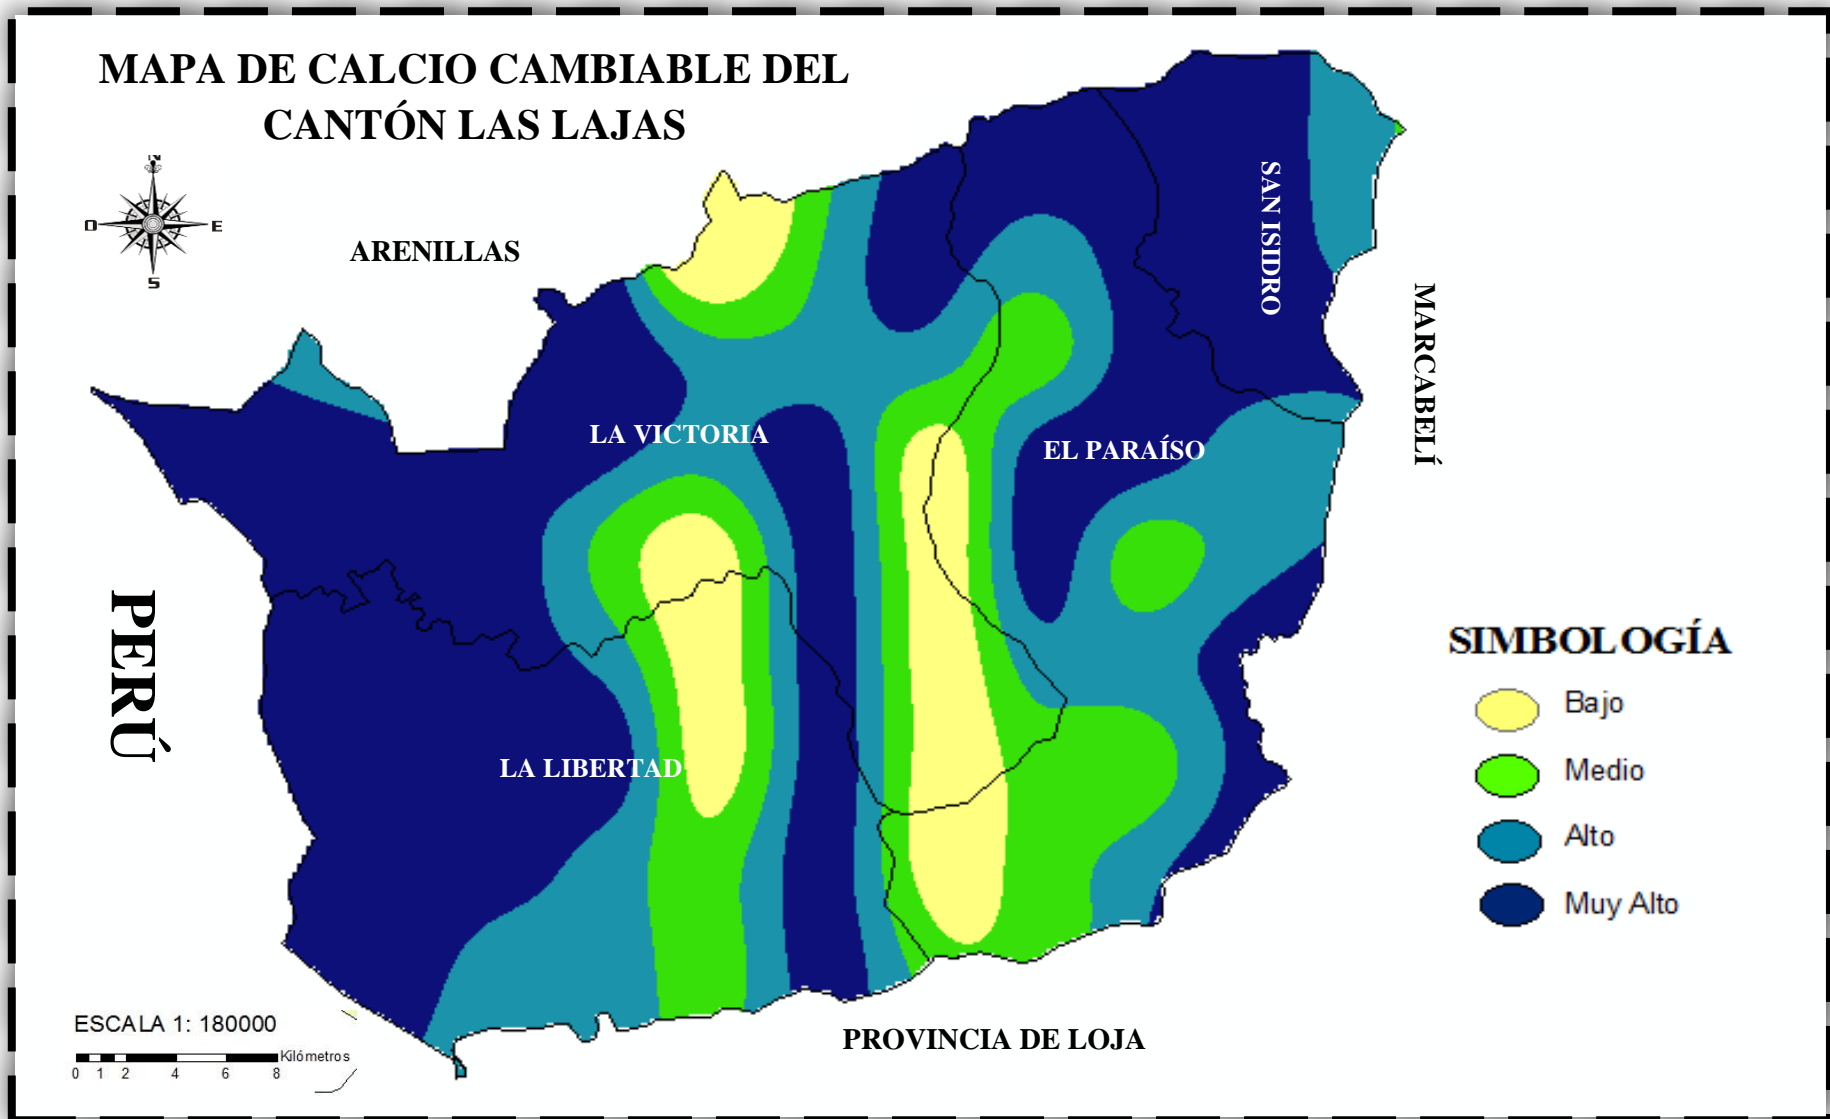 MAPA DE CALCIO CAMBIABLE DEL
CANTÓN LAS LAJAS
N
O
E
S
ARENILLAS
SAN ISIDRO
MARCABELÍ
LA VICTORIA
EL PARAÍSO
PERÚ
LA LIBERTAD
SIMBOLOGÍA
Bajo
Medio
Alto
Muy Alto
ESCALA 1: 180000
Kilómetros
0 1 2 4 6 8
PROVINCIA DE LOJA